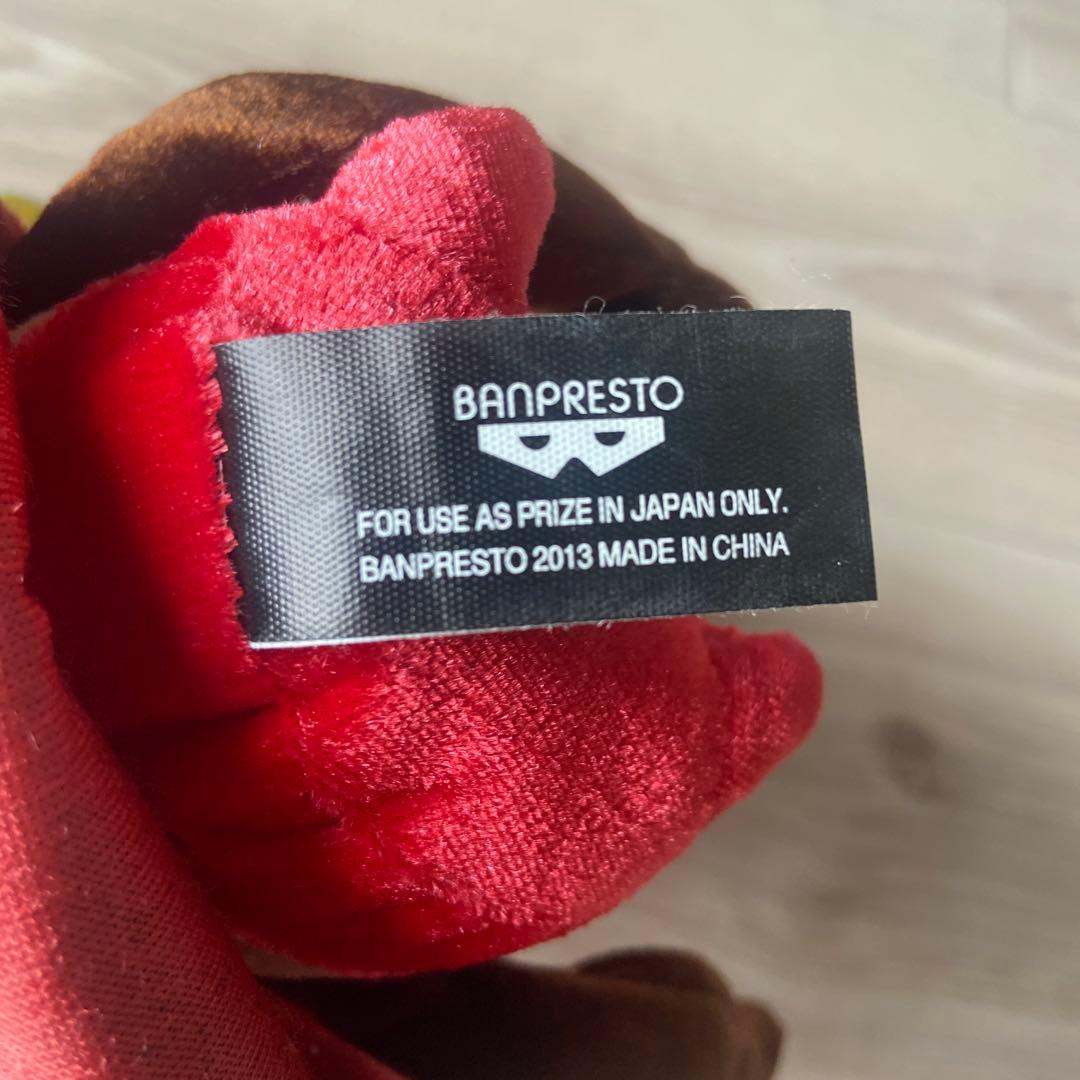 BANPRESTO
FOR USE AS PRIZE IN JAPAN ONLY.
BANPRESTO 2013 MADE IN CHINA